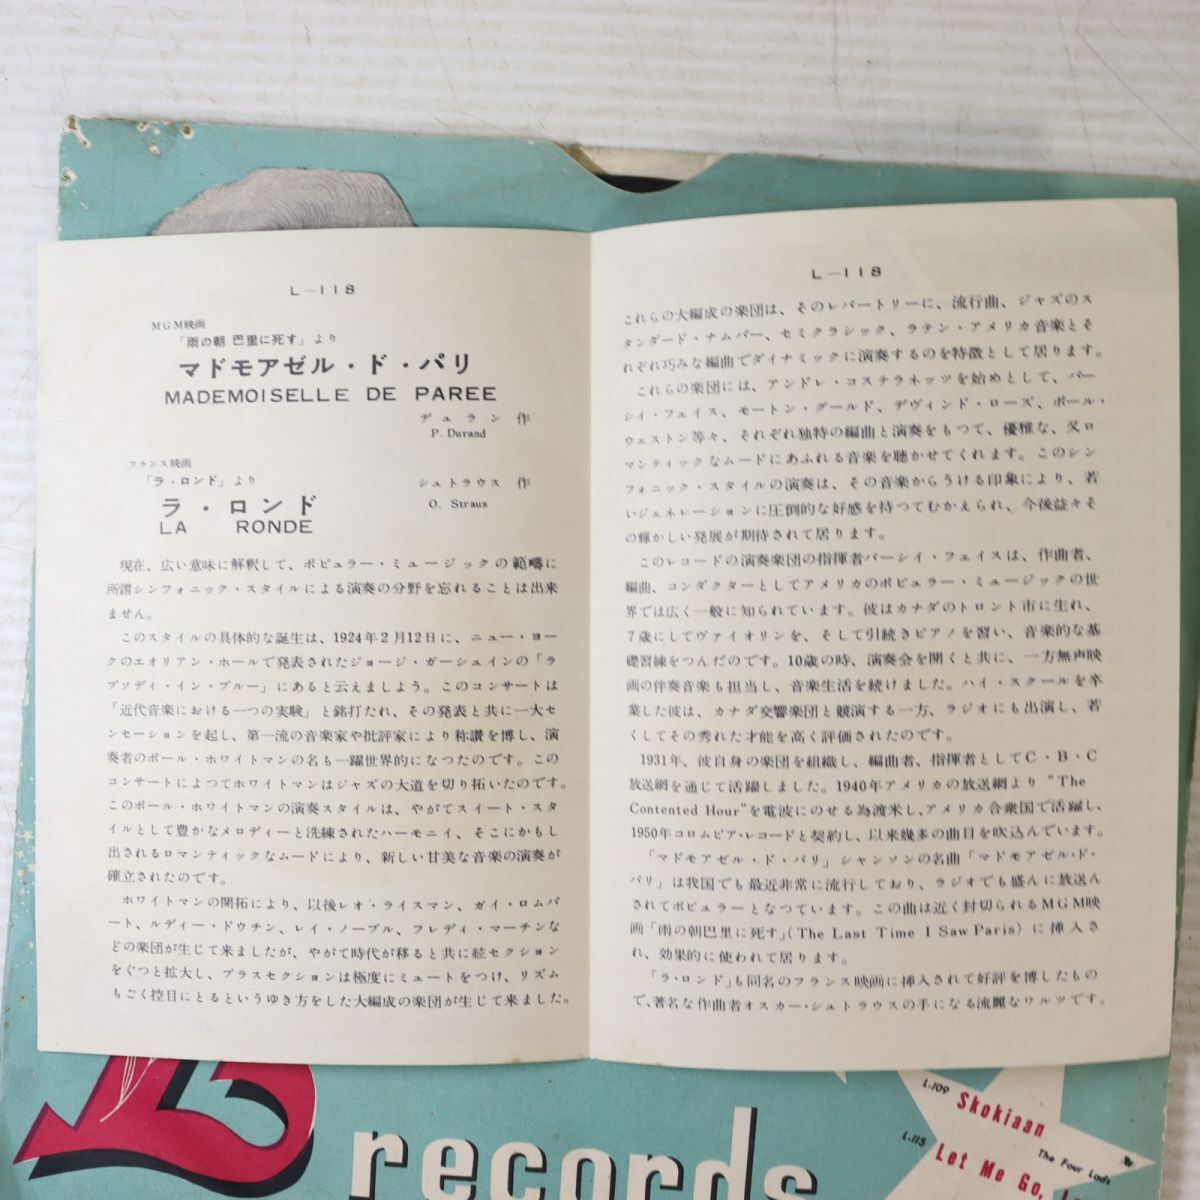 L-118
MGM映画
「雨の朝 巴里に死す」より
マドモアゼル・ド・パリ
MADEMOISELLE DE PAREE
デュラン 作
P. Durand
フランス映画
「ラ・ロンド」より
シュトラウス 作
ラ・ロンド
O. Straus
LA RONDE
現在、広い意味に解釈して、ポピュラー・ミュージックの範疇に
所謂シンフォニック・スタイルによる演奏の分野を忘れることは出来
ません。
このスタイルの具体的な誕生は、1924年2月12日に、ニュー・ヨー
クのエオリアン・ホールで発表されたジョージ・ガーシュインの「ラ
プソディ・イン・ブルー」にあると云えましよう。このコンサートは
「近代音楽における一つの実験」と銘打たれ、その発表と共に一大セ
ンセーションを起し、第一流の音楽家や批評家により称讃を博し、演
奏者のポール・ホワイトマンの名も一躍世界的になつたのです。この
コンサートによつてホワイトマンはジャズの大道を切り拓いたのです。
このポール・ホワイトマンの演奏スタイルは、やがてスイート・スタ
イルとして豊かなメロディーと洗練されたハーモニイ、そこにかもし
出されるロマンティックなムードにより、新しい甘美な音楽の演奏が
確立されたのです。
ホワイトマンの開拓により、以後レオ・ライスマン、ガイ・ロムバ
ート、ルディー・ドウチン、レイ・ノーブル、フレディ・マーチンな
どの楽団が生じて来ましたが、やがて時代が移ると共に絃セクション
をぐつと拡大し、ブラスセクションは極度にミュートをつけ、リズム
もごく控目にとるというゆき方をした大編成の楽団が生じて来ました。
L-118
これらの大編成の楽団は、そのレパートリーに、流行曲、ジャズのス
タンダード・ナムバー、セミクラシック、ラテン・アメリカ音楽とそ
れぞれ巧みな編曲でダイナミックに演奏するのを特徴として居ります。
これらの楽団には、アンドレ・コステラネッツを始めとして、パー
シイ・フェイス、モートン・グールド、デヴィンド・ローズ、ポール・
ウェストン等々、それぞれ独特の編曲と演奏をもつて、優雅な、又ロ
マンティックなムードにあふれる音楽を聴かせてくれます。このシン
フォニック・スタイルの演奏は、その音楽からうける印象により、若
いジェネレーションに圧倒的な好感を持つてむかえられ、今後益々そ
の輝かしい発展が期待されて居ります。
このレコードの演奏楽団の指揮者パーシイ・フェイスは、作曲者、
編曲、コンダクターとしてアメリカのポピュラー・ミュージックの世
界では広く一般に知られています。彼はカナダのトロント市に生れ、
7歳にしてヴァイオリンを、そして引続きピアノを習い、音楽的な基
礎習練をつんだのです。10歳の時、演奏会を開くと共に、一方無声映
画の伴奏音楽も担当し、音楽生活を続けました。ハイ・スクールを卒
業した彼は、カナダ交響楽団と競演する一方、ラジオにも出演し、若
くしてその秀れた才能を高く評価されたのです。
1931年、彼自身の楽団を組織し、編曲者、指揮者としてC・B・C
放送網を通じて活躍しました。1940年アメリカの放送網より “The
Contented Hour”を電波にのせる為渡米し、アメリカ合衆国で活躍し、
1950年コロムビア・レコードと契約し、以来幾多の曲目を吹込んでいます。
「マドモアゼル・ド・パリ」シャンソンの名曲「マドモアゼル・ド・
パリ」は我国でも最近非常に流行しており、ラジオでも盛んに放送ん
されてポピュラーとなつています。この曲は近く封切られるMGM映
画「雨の朝巴里に死す」(The Last Time I Saw Paris)に挿入さ
れ、効果的に使われて居ります。
「ラ・ロンド」も同名のフランス映画に挿入されて好評を博したもの
で、著名な作曲者オスカー・シュトラウスの手になる流麗なワルツです。
L
records
L.109 Skokiaan
The Four Lads
L.115 Let Me Go,